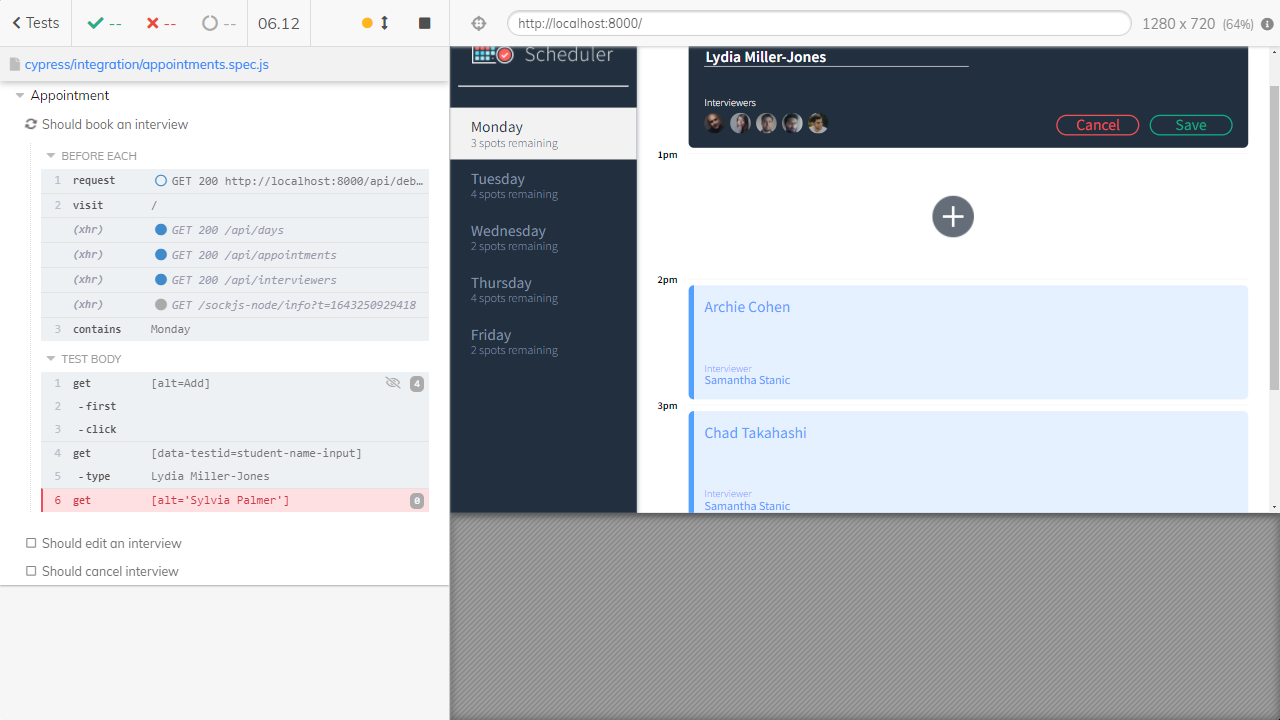 Tests
--
--
--
06.12
http://localhost:8000/
1280 x 720 (64%)
cypress/integration/appointments.spec.js
Appointment
Should book an interview
BEFORE EACH
1 request GET 200 http://localhost:8000/api/deb…
2 visit /
(xhr) GET 200 /api/days
(xhr) GET 200 /api/appointments
(xhr) GET 200 /api/interviewers
(xhr) GET /sockjs-node/info?t=1643250929418
3 contains Monday
TEST BODY
1 get [alt=Add] 4
2 -first
3 -click
4 get [data-testid=student-name-input]
5 -type Lydia Miller-Jones
6 get [alt='Sylvia Palmer'] 0
Should edit an interview
Should cancel interview
Scheduler
Monday
3 spots remaining
Tuesday
4 spots remaining
Wednesday
2 spots remaining
Thursday
4 spots remaining
Friday
2 spots remaining
Lydia Miller-Jones
Interviewers
Cancel
Save
1pm
2pm
Archie Cohen
Interviewer
Samantha Stanic
3pm
Chad Takahashi
Interviewer
Samantha Stanic